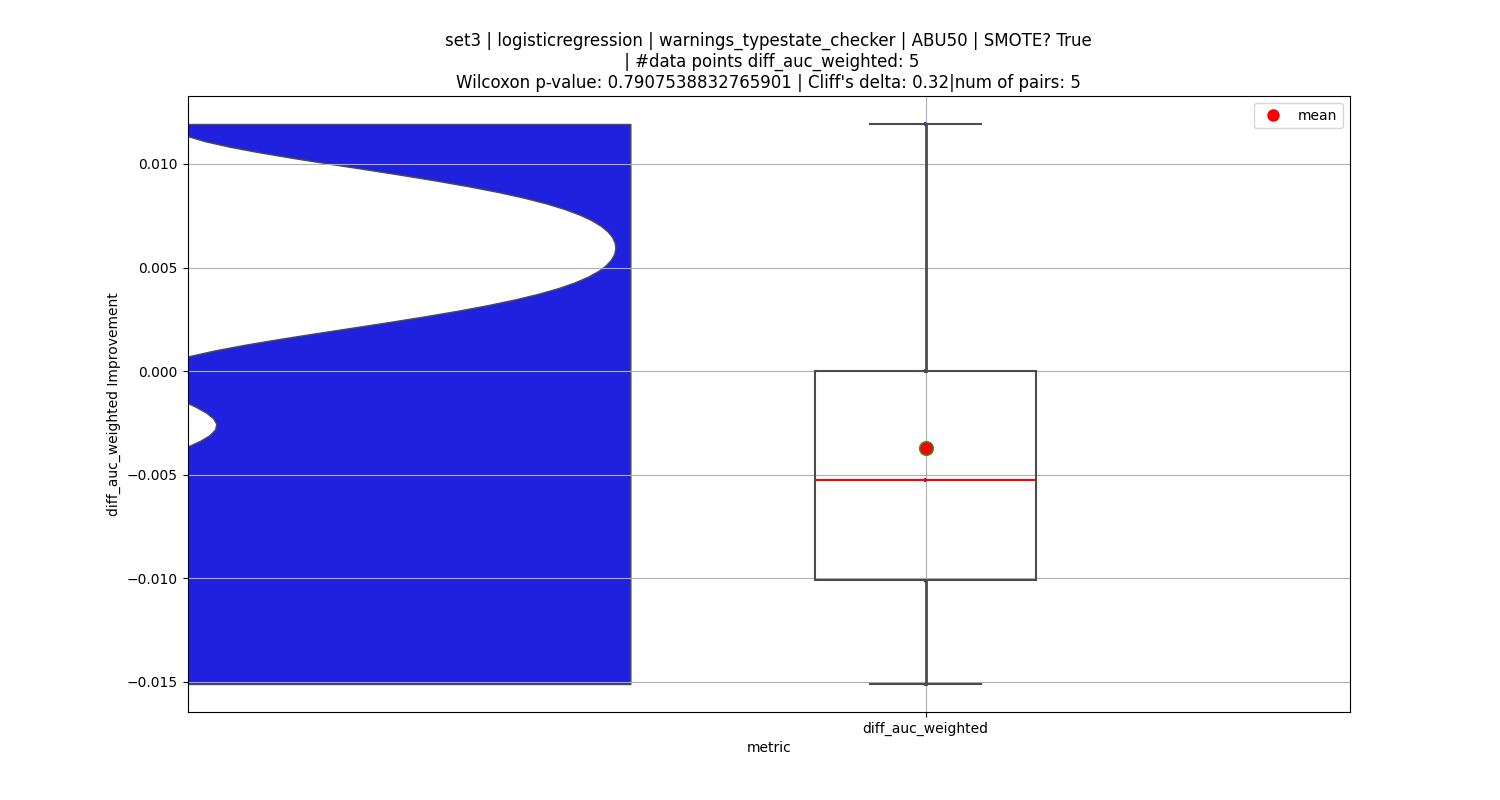 set3 | logisticregression | warnings_typestate_checker | ABU50 | SMOTE? True
| #data points diff_auc_weighted: 5
Wilcoxon p-value: 0.7907538832765901 | Cliff's delta: 0.32|num of pairs: 5
mean
0.010
0.005
0.000
−0.005
−0.010
−0.015
diff_auc_weighted Improvement
diff_auc_weighted
metric